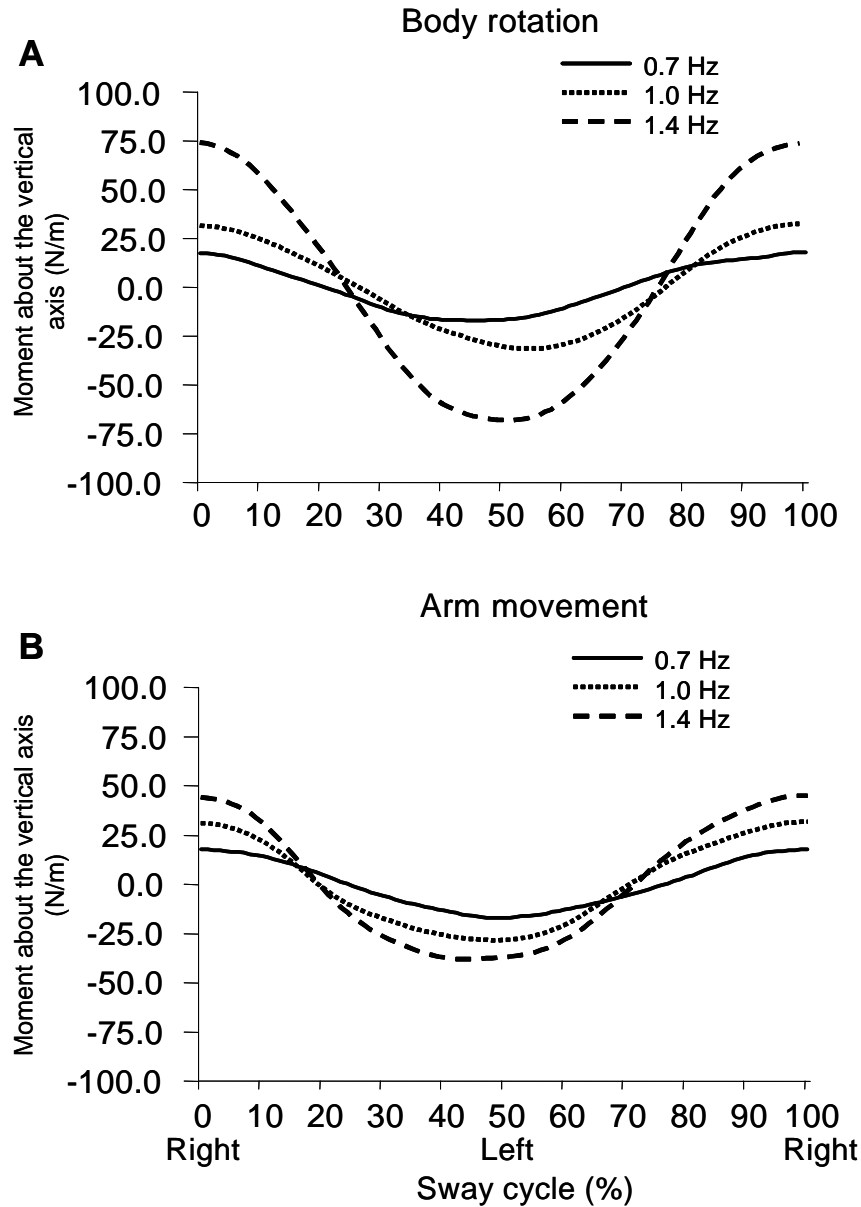 Body rotation
A
0.7 Hz
1.0 Hz
1.4 Hz
100.0
75.0
50.0
25.0
0.0
-25.0
-50.0
-75.0
-100.0
Moment about the vertical
axis (N/m)
0 10 20 30 40 50 60 70 80 90 100
Arm movement
B
0.7 Hz
1.0 Hz
1.4 Hz
100.0
75.0
50.0
25.0
0.0
-25.0
-50.0
-75.0
-100.0
Moment about the vertical axis
(N/m)
0 10 20 30 40 50 60 70 80 90 100
Right Left Right
Sway cycle (%)